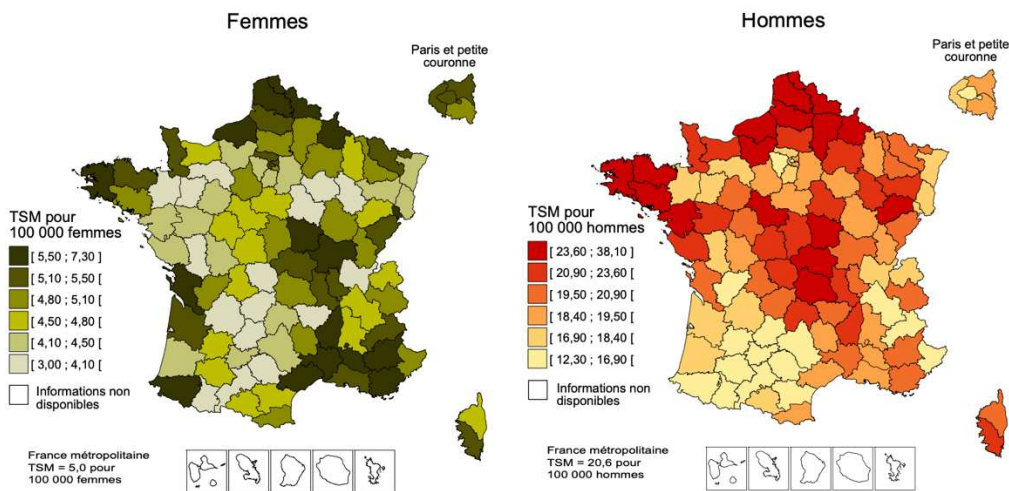 Femmes
Paris et petite
couronne
TSM pour
100 000 femmes
[ 5,50 ; 7,30 ]
[ 5,10 ; 5,50 [
[ 4,80 ; 5,10 [
[ 4,50 ; 4,80 [
[ 4,10 ; 4,50 [
[ 3,00 ; 4,10 [
Informations non
disponibles
France métropolitaine
TSM = 5,0 pour
100 000 femmes
Hommes
Paris et petite
couronne
TSM pour
100 000 hommes
[ 23,60 ; 38,10 ]
[ 20,90 ; 23,60 [
[ 19,50 ; 20,90 [
[ 18,40 ; 19,50 [
[ 16,90 ; 18,40 [
[ 12,30 ; 16,90 [
Informations non
disponibles
France métropolitaine
TSM = 20,6 pour
100 000 hommes